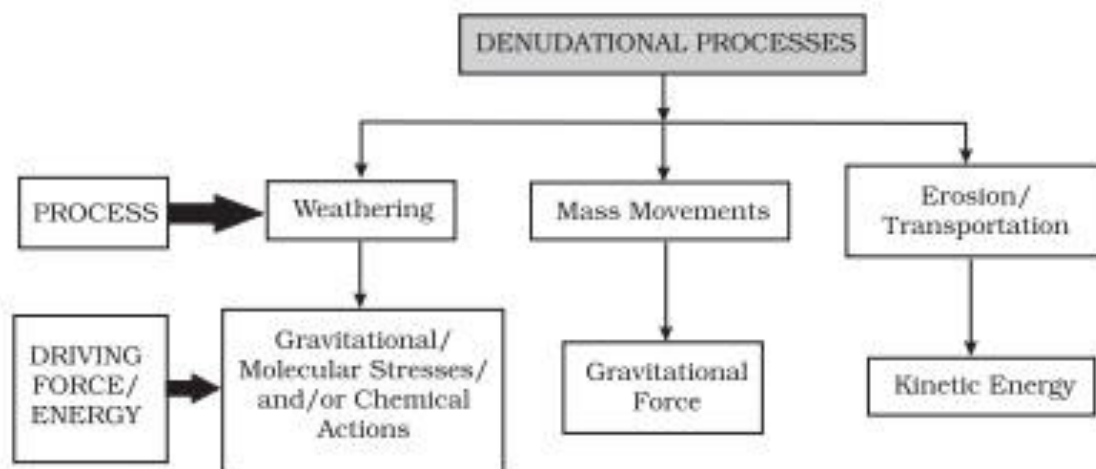 DENUDATIONAL PROCESSES
PROCESS
Weathering
Mass Movements
Erosion/
Transportation
DRIVING
FORCE/
ENERGY
Gravitational/
Molecular Stresses/
and/or Chemical
Actions
Gravitational
Force
Kinetic Energy